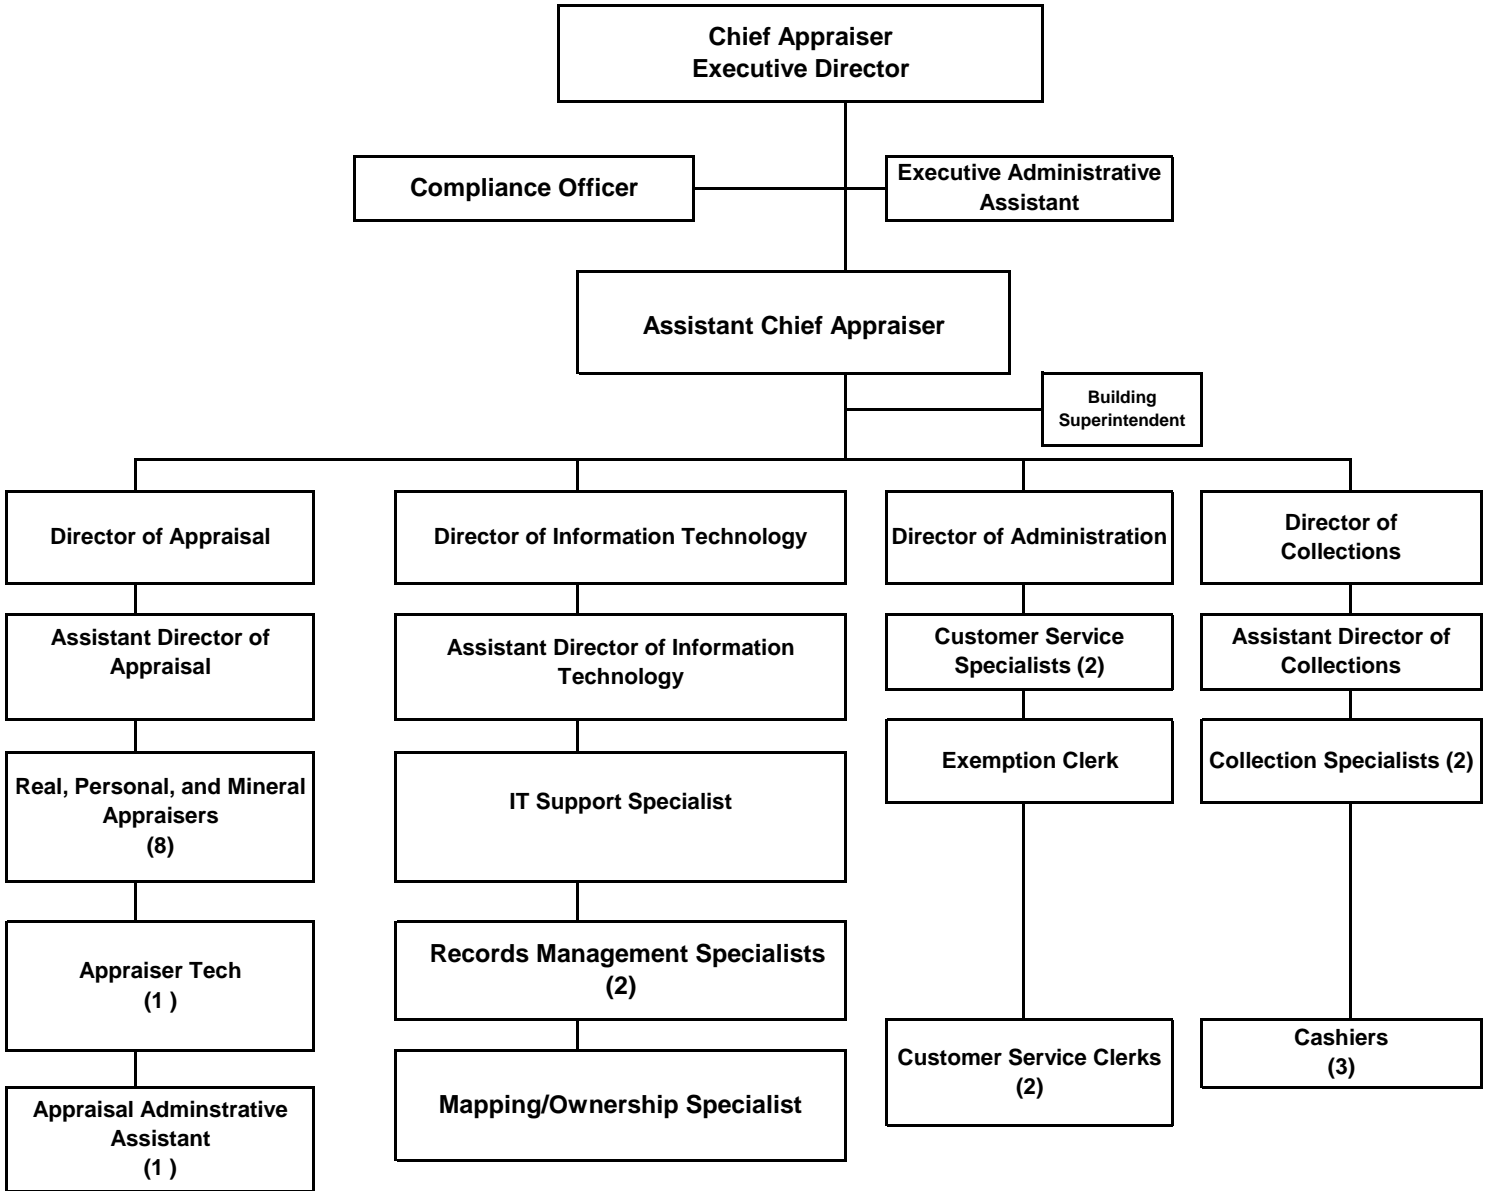 Chief Appraiser
Executive Director
Compliance Officer
Executive Administrative
Assistant
Assistant Chief Appraiser
Building
Superintendent
Director of Appraisal
Director of Information Technology
Director of Administration
Director of
Collections
Assistant Director of
Appraisal
Assistant Director of Information
Technology
Customer Service
Specialists (2)
Assistant Director of
Collections
Real, Personal, and Mineral
Appraisers
(8)
IT Support Specialist
Exemption Clerk
Collection Specialists (2)
Appraiser Tech
(1 )
Records Management Specialists
(2)
Customer Service Clerks
(2)
Cashiers
(3)
Appraisal Adminstrative
Assistant
(1 )
Mapping/Ownership Specialist